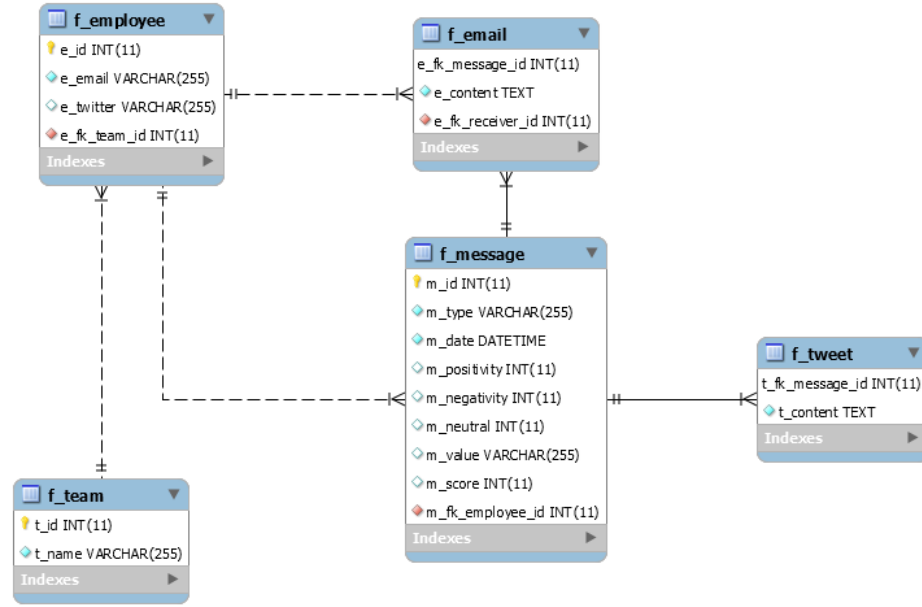 f_employee
e_id INT(11)
e_email VARCHAR(255)
e_twitter VARCHAR(255)
e_fk_team_id INT(11)
Indexes
f_email
e_fk_message_id INT(11)
e_content TEXT
e_fk_receiver_id INT(11)
Indexes
f_message
m_id INT(11)
m_type VARCHAR(255)
m_date DATETIME
m_positivity INT(11)
m_negativity INT(11)
m_neutral INT(11)
m_value VARCHAR(255)
m_score INT(11)
m_fk_employee_id INT(11)
Indexes
f_tweet
t_fk_message_id INT(11)
t_content TEXT
Indexes
f_team
t_id INT(11)
t_name VARCHAR(255)
Indexes